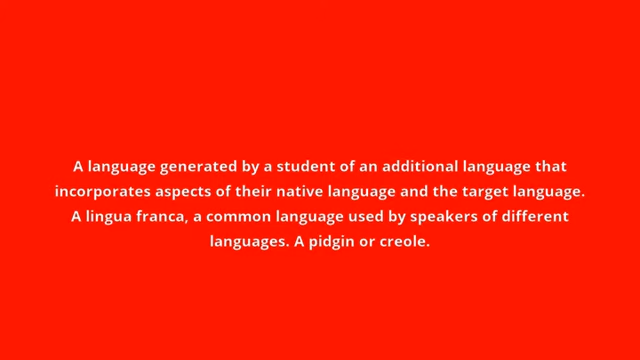 A language generated by a student of an additional language that
incorporates aspects of their native language and the target language.
A lingua franca, a common language used by speakers of different
languages. A pidgin or creole.